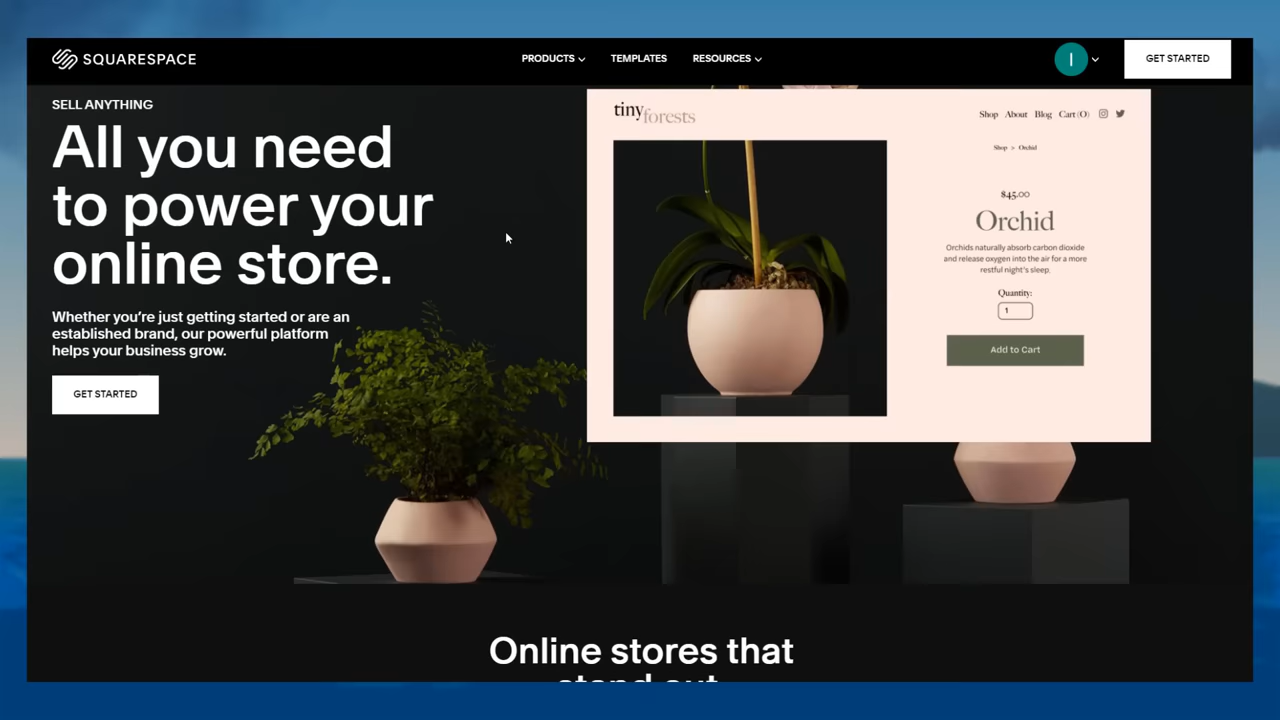 SQUARESPACE
PRODUCTS
TEMPLATES
RESOURCES
I
GET STARTED
SELL ANYTHING
All you need
to power your
online store.
Whether you're just getting started or are an
established brand, our powerful platform
helps your business grow.
GET STARTED
tinyforests
Shop About Blog Cart (0)
Shop > Orchid
$45.00
Orchid
Orchids naturally absorb carbon dioxide
and release oxygen into the air for a more
restful night's sleep.
Quantity:
1
Add to Cart
Online stores that
stand out